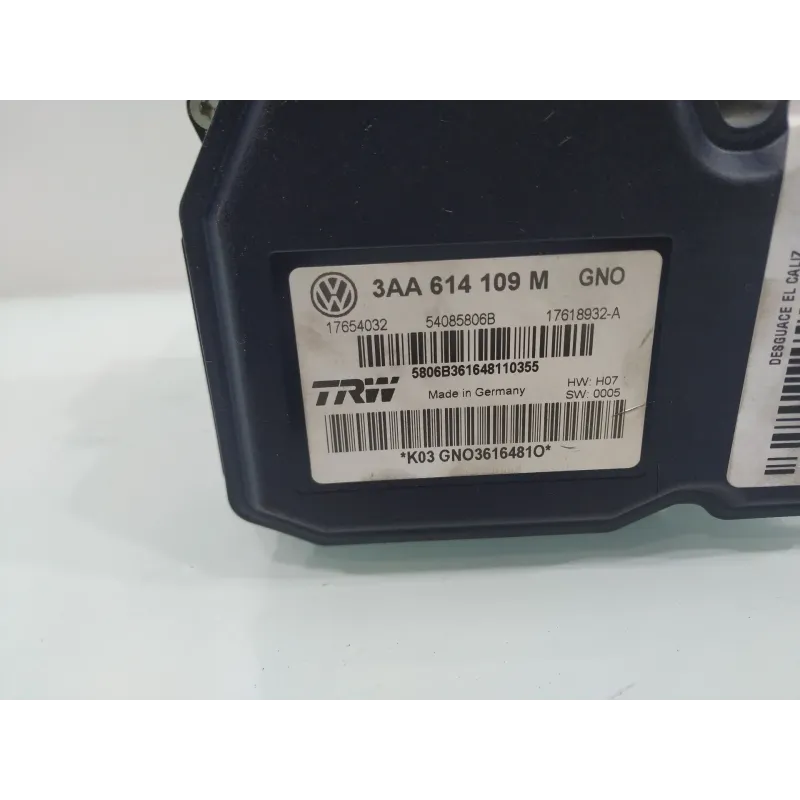 3AA 614 109 M GNO
17654032 54085806B 17618932-A
5806B361648110355
TRW Made in Germany HW: H07
SW: 0005
*K03 GNO36164810*
DESGUACE EL CALIZ